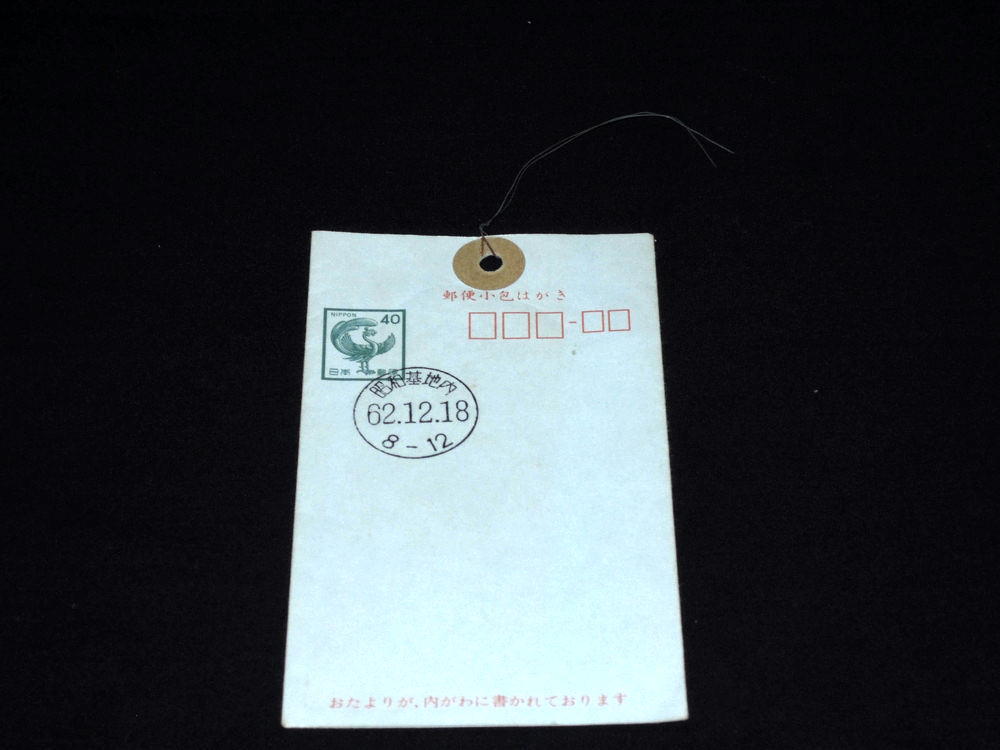 郵便小包はがき
NIPPON 40
日本郵便
昭和基地内
62.12.18
8-12
おたよりが、内がわに書かれております